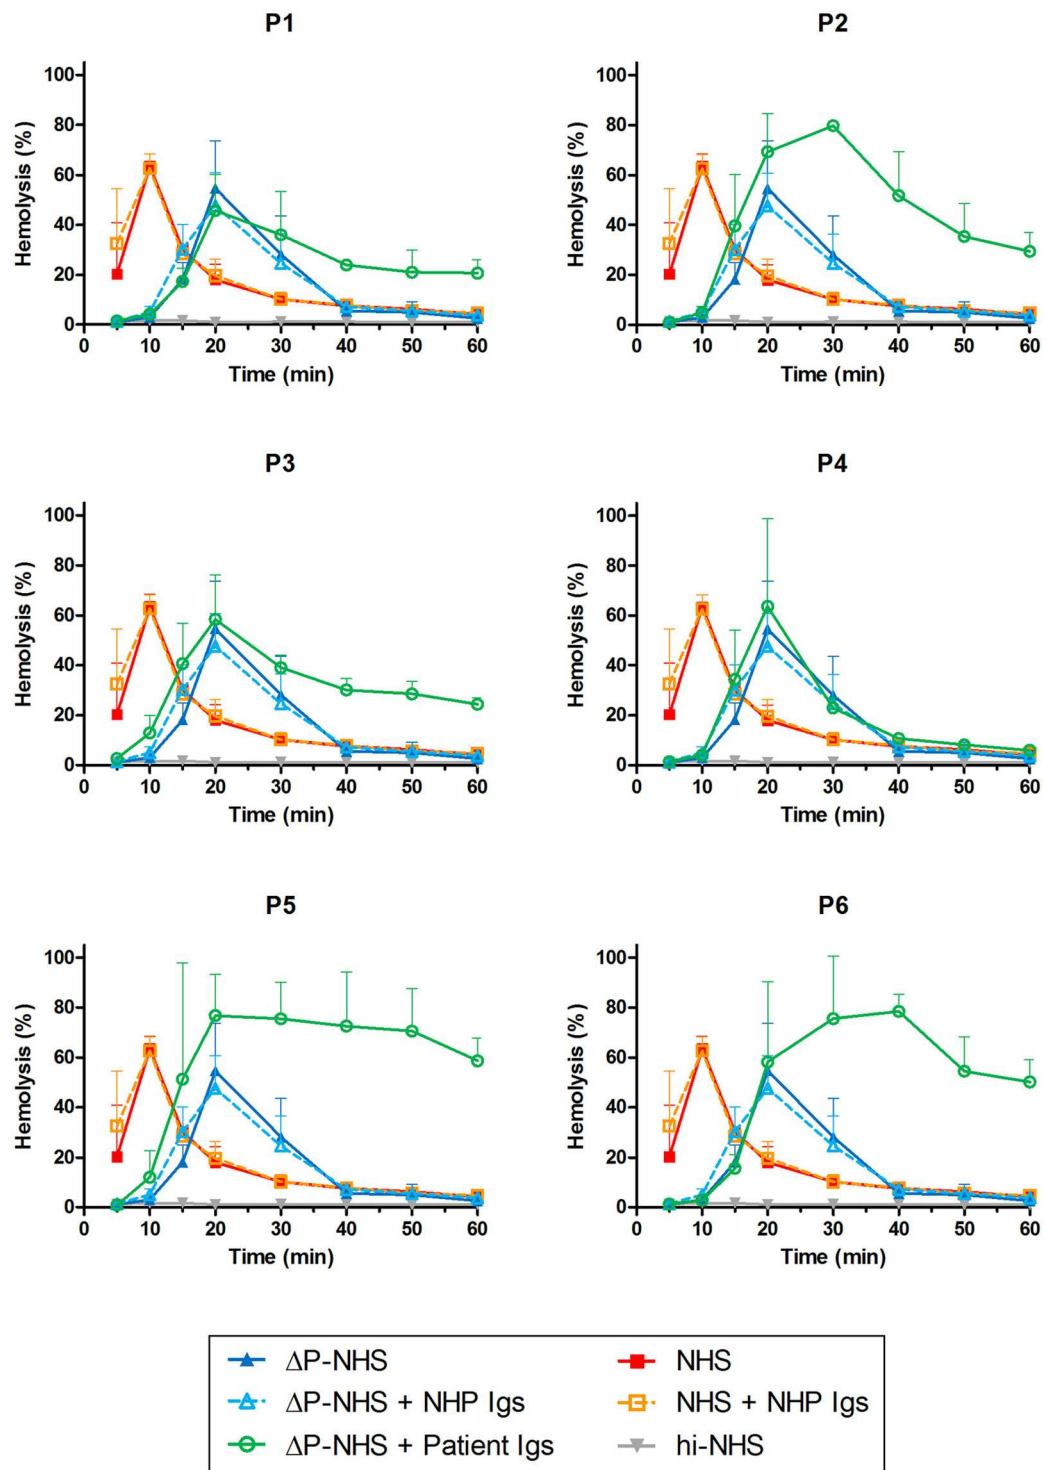 P1
P2
Hemolysis (%)
100
80
60
40
20
0
0 10 20 30 40 50 60
Time (min)
Hemolysis (%)
100
80
60
40
20
0
0 10 20 30 40 50 60
Time (min)
P3
P4
Hemolysis (%)
100
80
60
40
20
0
0 10 20 30 40 50 60
Time (min)
Hemolysis (%)
100
80
60
40
20
0
0 10 20 30 40 50 60
Time (min)
P5
P6
Hemolysis (%)
100
80
60
40
20
0
0 10 20 30 40 50 60
Time (min)
Hemolysis (%)
100
80
60
40
20
0
0 10 20 30 40 50 60
Time (min)
ΔP-NHS
ΔP-NHS + NHP Igs
ΔP-NHS + Patient Igs
NHS
NHS + NHP Igs
hi-NHS